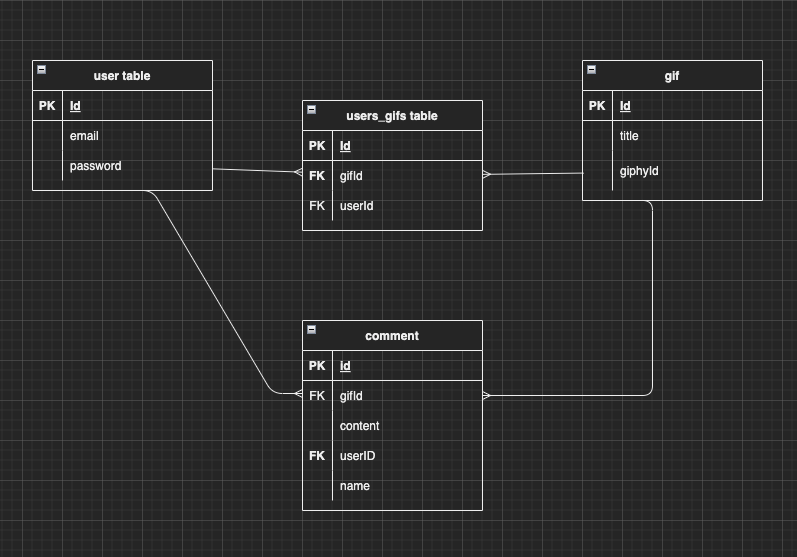 user table
PK Id
email
password
users_gifs table
PK Id
FK gifId
FK userId
gif
PK Id
title
giphyId
comment
PK id
FK gifId
content
FK userID
name